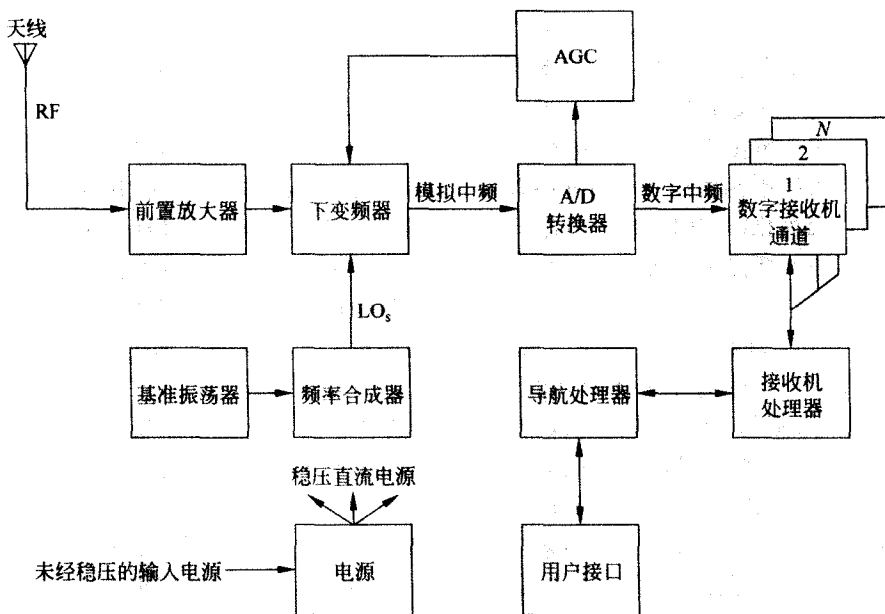 天线
RF
AGC
前置放大器
下变频器
模拟中频
A/D
转换器
数字中频
N
2
1
数字接收机
通道
LOs
基准振荡器
频率合成器
导航处理器
接收机
处理器
稳压直流电源
未经稳压的输入电源
电源
用户接口